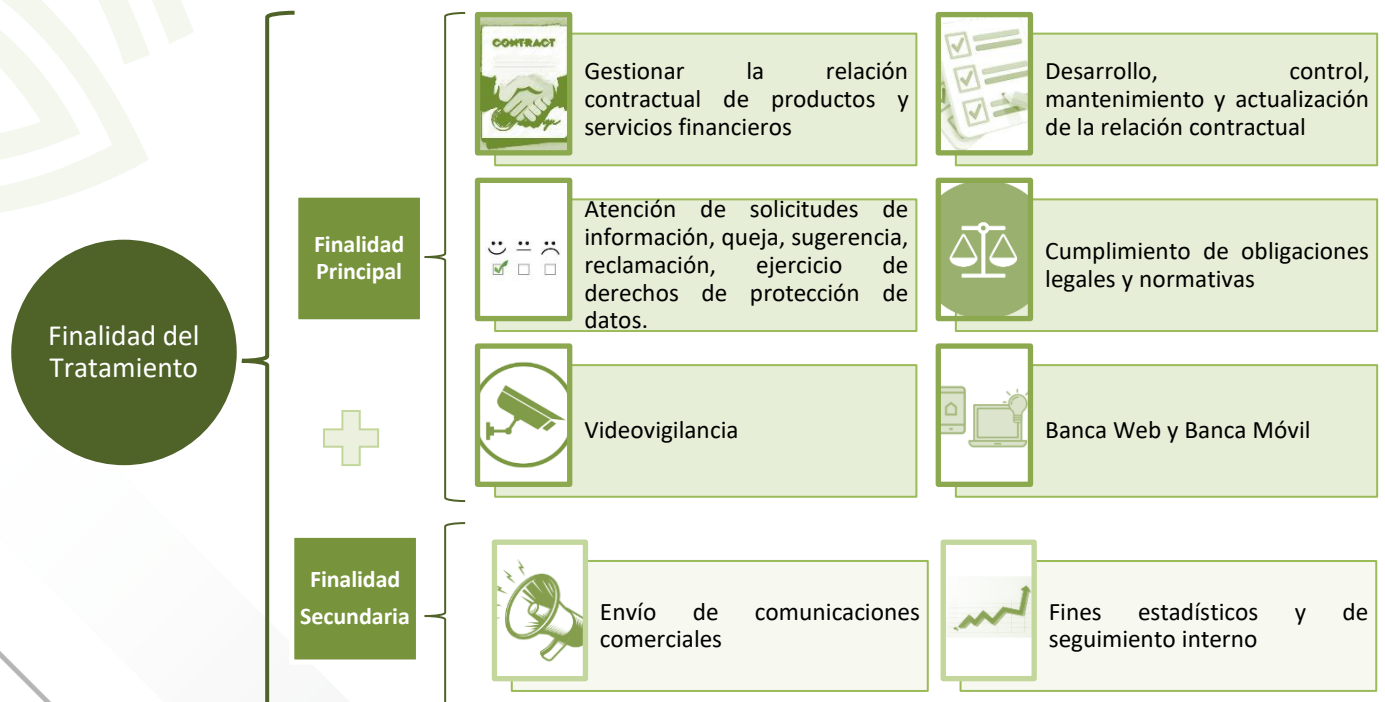 Finalidad del
Tratamiento
Finalidad
Principal
CONTRACT
Gestionar la relación
contractual de productos y
servicios financieros
Desarrollo, control,
mantenimiento y actualización
de la relación contractual
Atención de solicitudes de
información, queja, sugerencia,
reclamación, ejercicio de
derechos de protección de
datos.
Cumplimiento de obligaciones
legales y normativas
Videovigilancia
Banca Web y Banca Móvil
Finalidad
Secundaria
Envío de comunicaciones
comerciales
Fines estadísticos y de
seguimiento interno